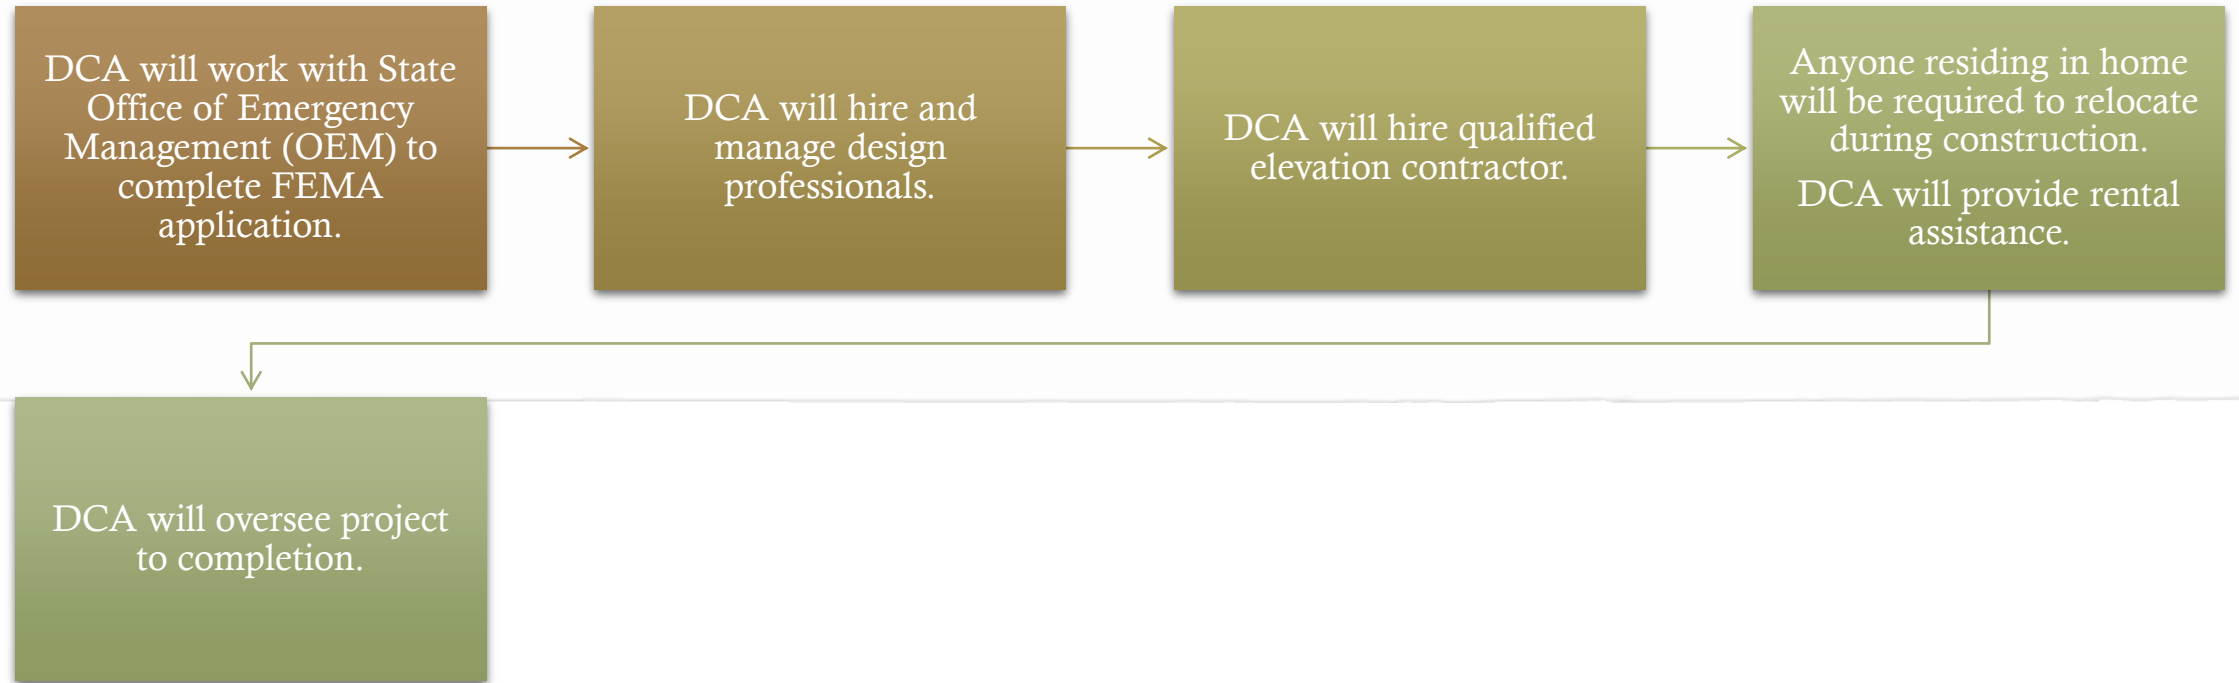 DCA will work with State
Office of Emergency
Management (OEM) to
complete FEMA
application.
DCA will hire and
manage design
professionals.
DCA will hire qualified
elevation contractor.
Anyone residing in home
will be required to relocate
during construction.
DCA will provide rental
assistance.
DCA will oversee project
to completion.